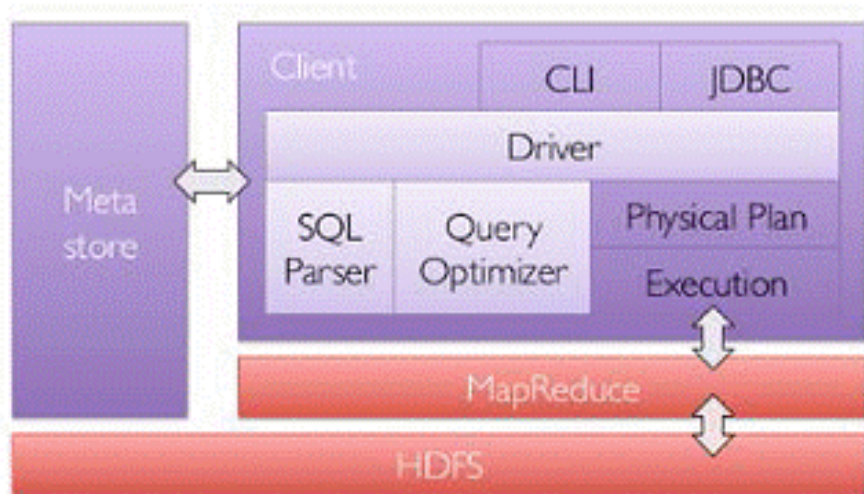 Client
CLI
JDBC
Driver
Meta
store
SQL
Parser
Query
Optimizer
Physical Plan
Execution
MapReduce
HDFS